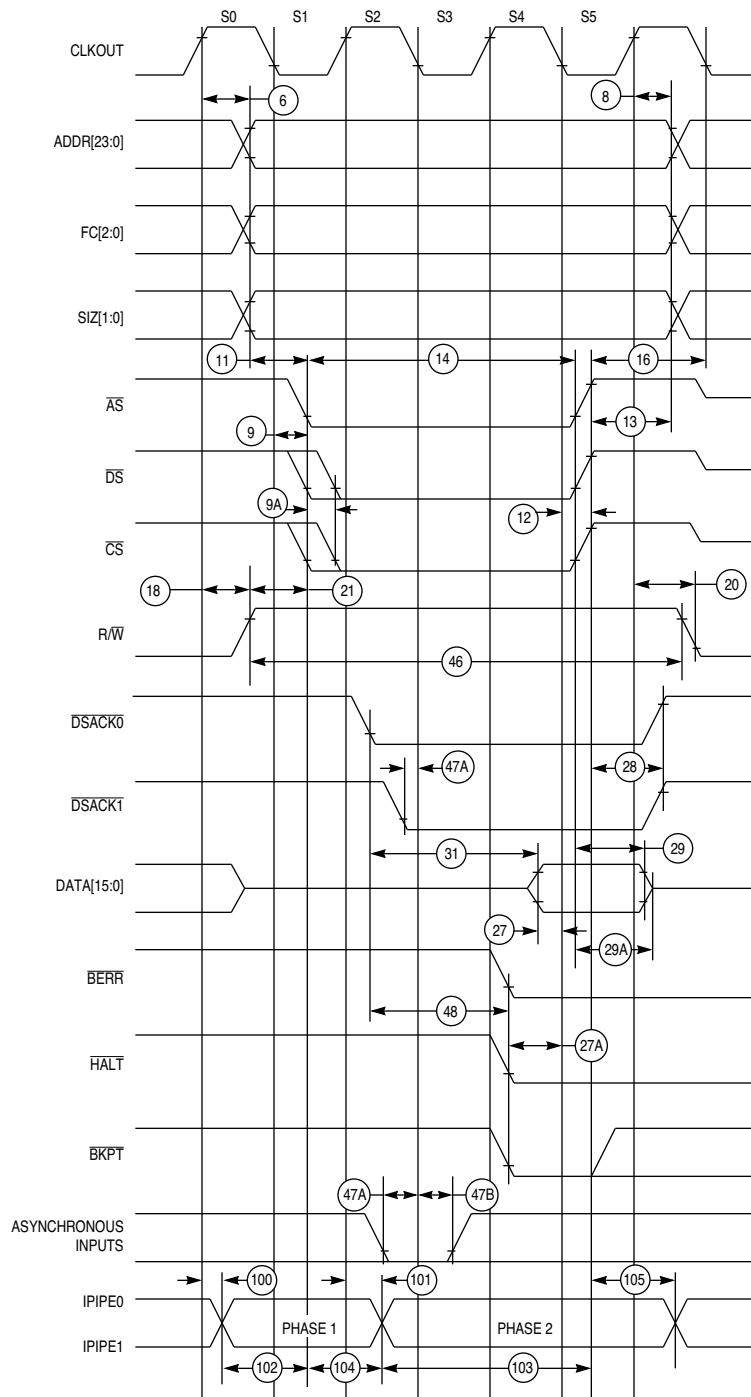 S0 S1 S2 S3 S4 S5
CLKOUT
6 8
ADDR[23:0]
FC[2:0]
SIZ[1:0]
11 14 16
AS
13
9
DS
9A 12
CS
18 21 20
R/W
46
DSACK0
47A 28
DSACK1
31 29
DATA[15:0]
27 29A
BERR
48
27A
HALT
BKPT
47A 47B
ASYNCHRONOUS
INPUTS
100 101 105
IPIPE0
PHASE 1 PHASE 2
IPIPE1
102 104 103